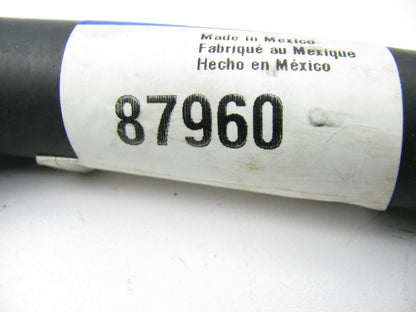 Made in Mexico
Fabriqué au Mexique
Hecho en México
87960